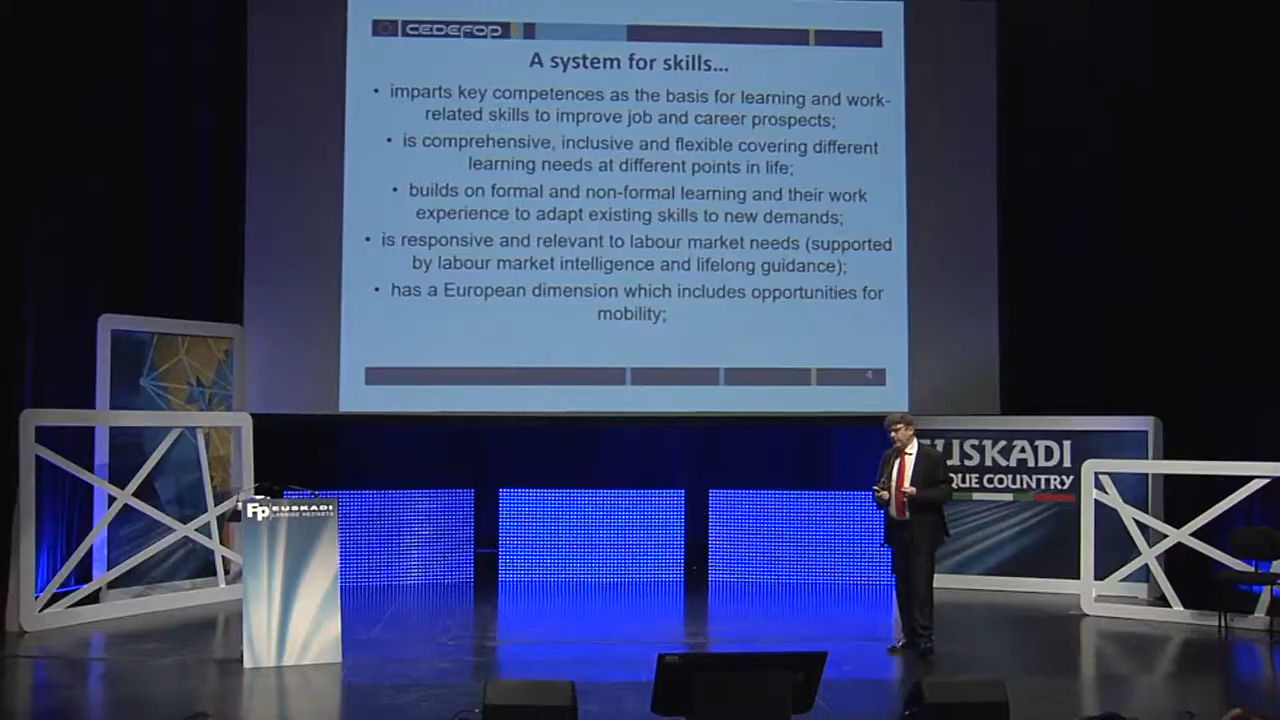 CEDEFOP
A system for skills...
• imparts key competences as the basis for learning and work-
related skills to improve job and career prospects;
• is comprehensive, inclusive and flexible covering different
learning needs at different points in life;
• builds on formal and non-formal learning and their work
experience to adapt existing skills to new demands;
• is responsive and relevant to labour market needs (supported
by labour market intelligence and lifelong guidance);
• has a European dimension which includes opportunities for
mobility;
4
USKADI
QUE COUNTRY
Fp EUSKADI